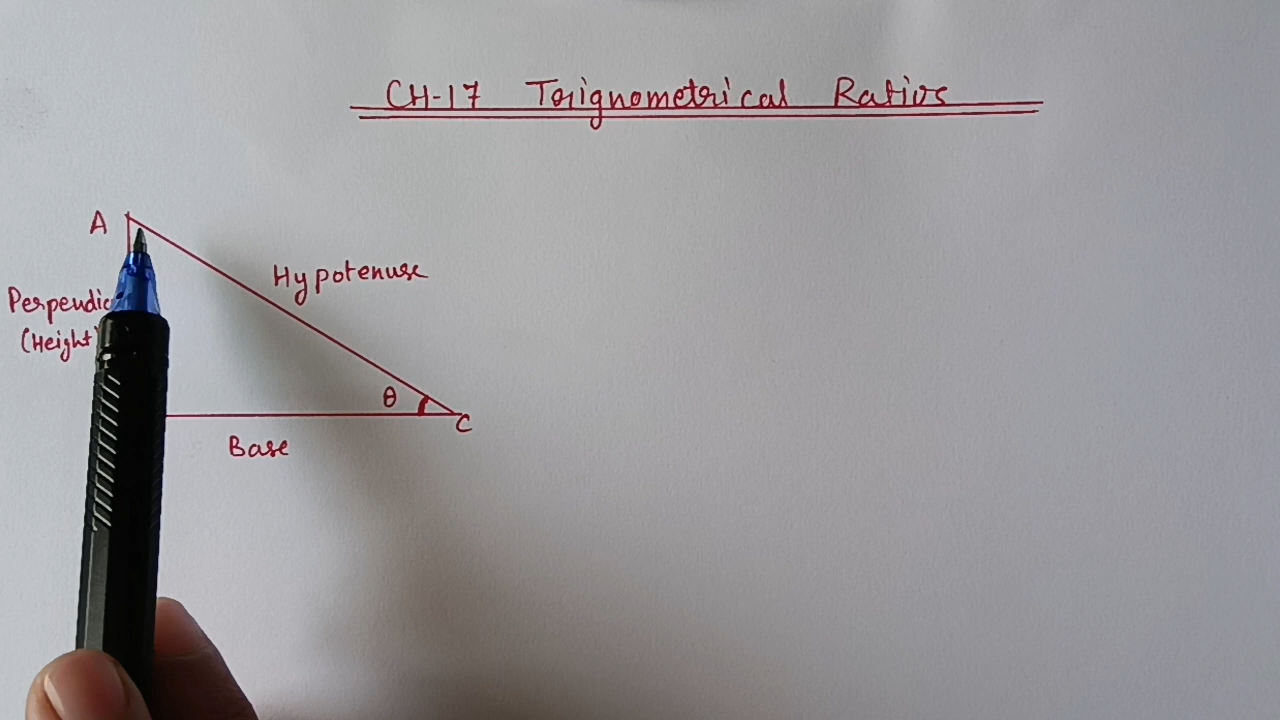 CH-17 Trignometrical Ratios
A
Hypotenuse
Perpendic
(Height)
θ
C
Base